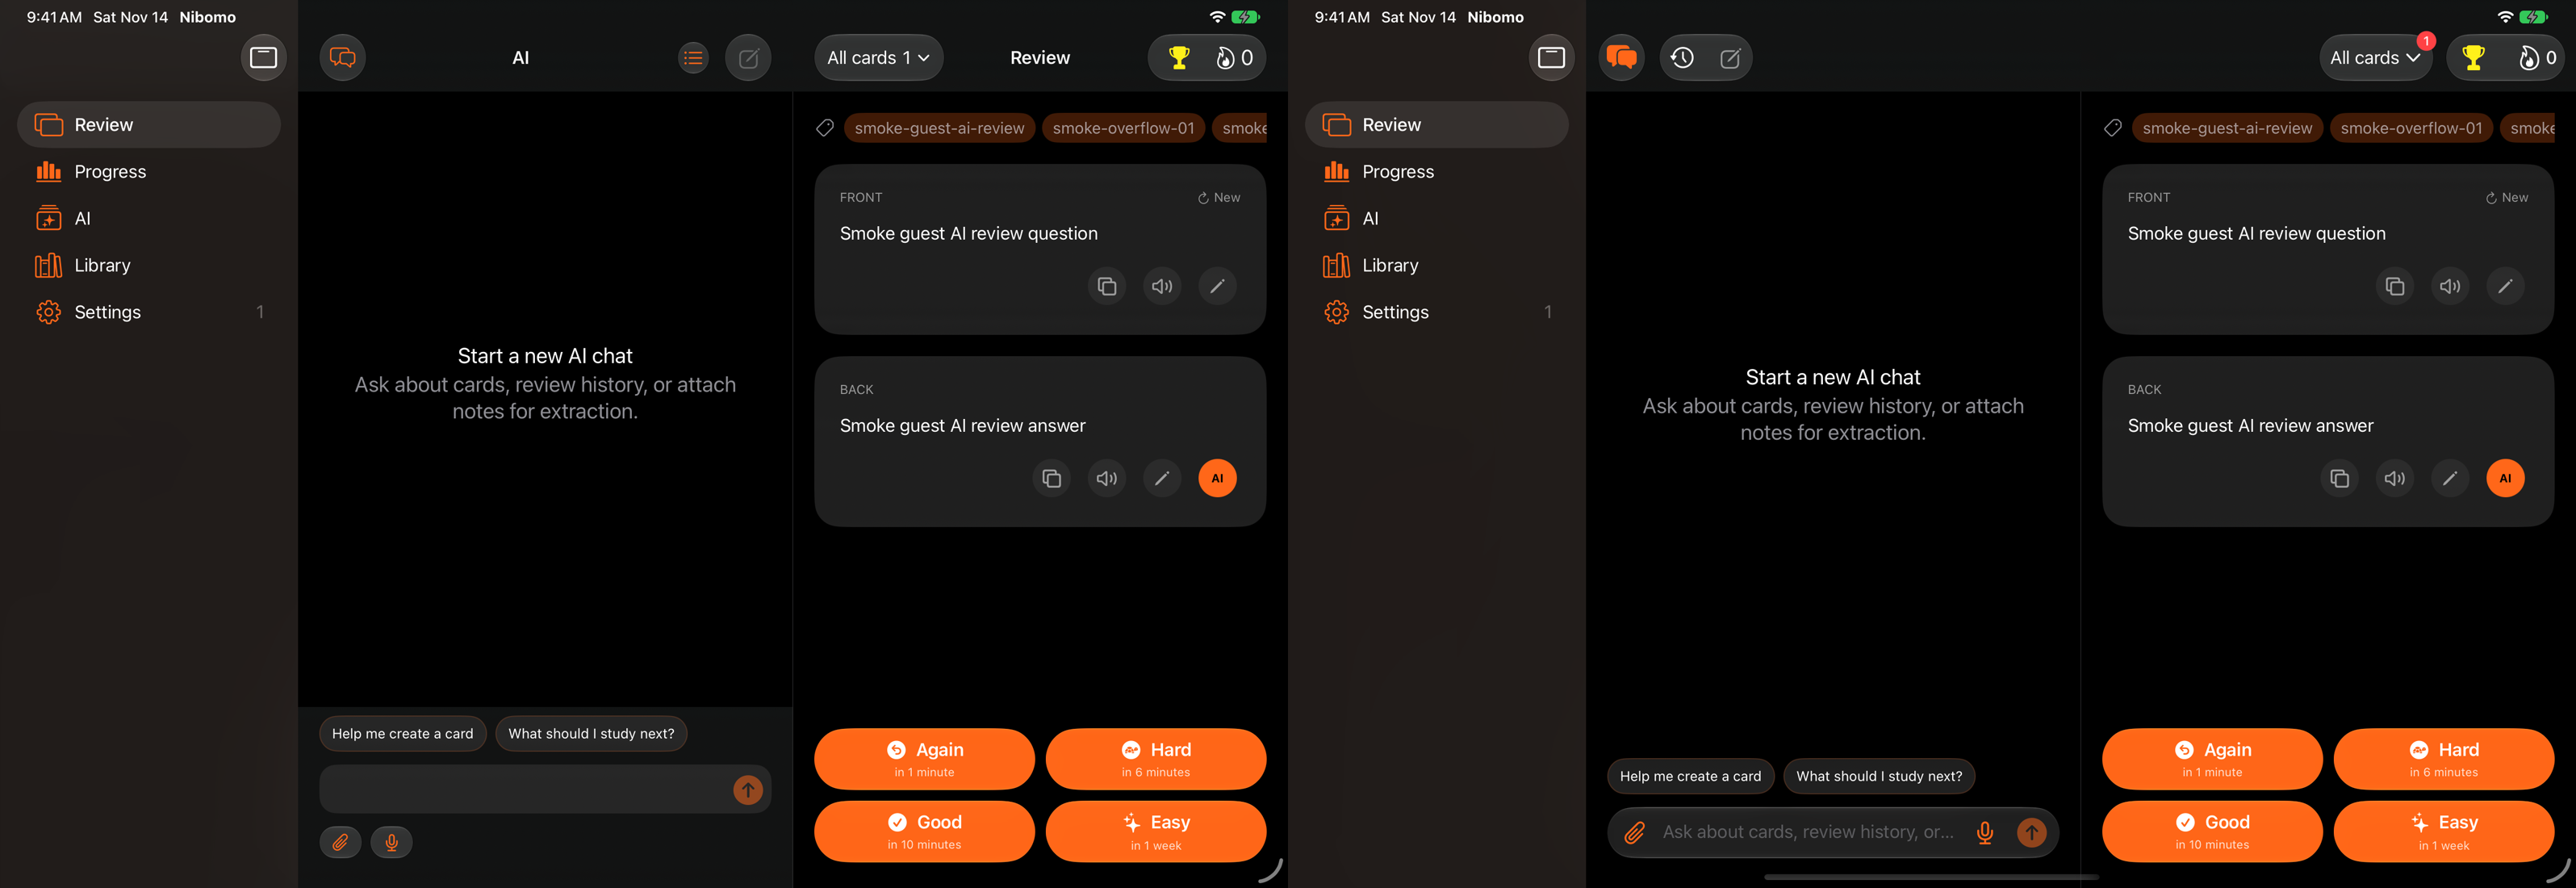 9:41 AM Sat Nov 14 Nibomo
Review
Progress
AI
Library
Settings 1
AI
Start a new AI chat
Ask about cards, review history, or attach
notes for extraction.
Help me create a card What should I study next?
All cards 1 Review 0
smoke-guest-ai-review smoke-overflow-01 smoke
FRONT New
Smoke guest AI review question
BACK
Smoke guest AI review answer
AI
Again
in 1 minute
Hard
in 6 minutes
Good
in 10 minutes
Easy
in 1 week
9:41 AM Sat Nov 14 Nibomo
Review
Progress
AI
Library
Settings 1
Start a new AI chat
Ask about cards, review history, or attach
notes for extraction.
Help me create a card What should I study next?
Ask about cards, review history, or...
All cards 1 0
smoke-guest-ai-review smoke-overflow-01 smoke
FRONT New
Smoke guest AI review question
BACK
Smoke guest AI review answer
AI
Again
in 1 minute
Hard
in 6 minutes
Good
in 10 minutes
Easy
in 1 week